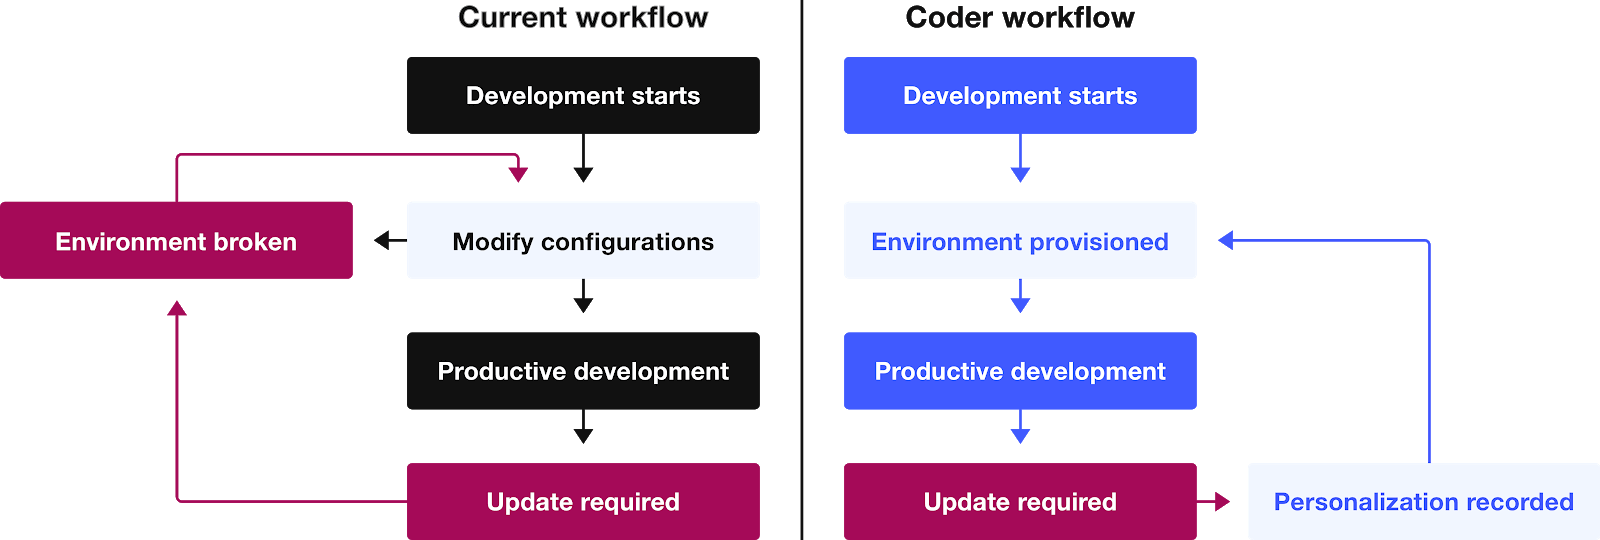 Current workflow
Development starts
Environment broken
Modify configurations
Productive development
Update required
Coder workflow
Development starts
Environment provisioned
Productive development
Update required
Personalization recorded